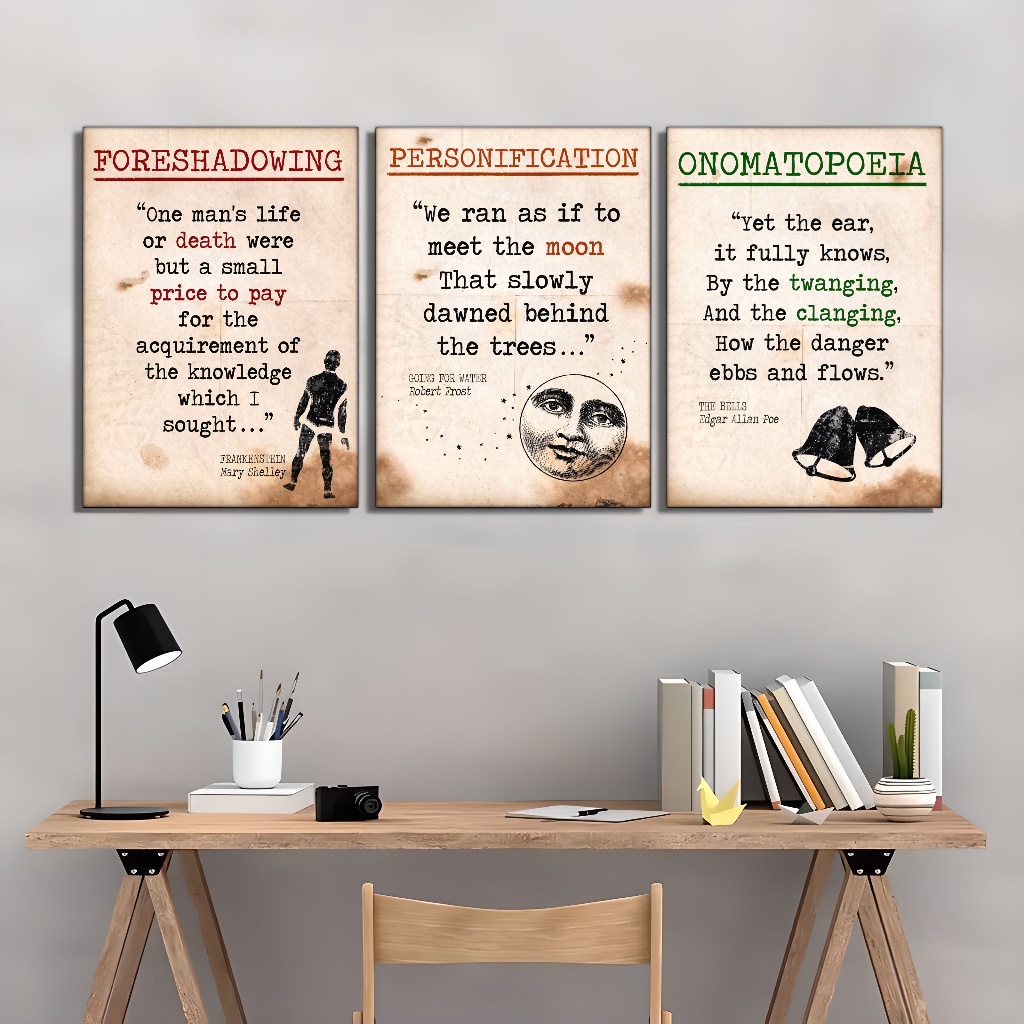 FORESHADOWING
“One man's life
or death were
but a small
price to pay
for the
acquirement of
the knowledge
which I
sought...”
FRANKENSTEIN
Mary Shelley
PERSONIFICATION
“We ran as if to
meet the moon
That slowly
dawned behind
the trees...”
GOING FOR WATER
Robert Frost
ONOMATOPOEIA
“Yet the ear,
it fully knows,
By the twanging,
And the clanging,
How the danger
ebbs and flows.”
THE BELLS
Edgar Allan Poe